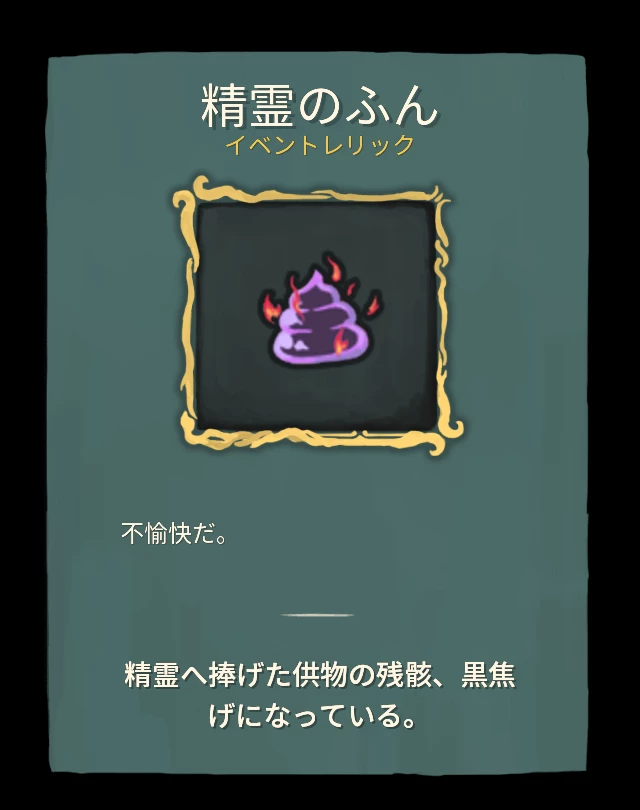 精霊のふん
イベントレリック
不愉快だ。
精霊へ捧げた供物の残骸、黒焦
げになっている。